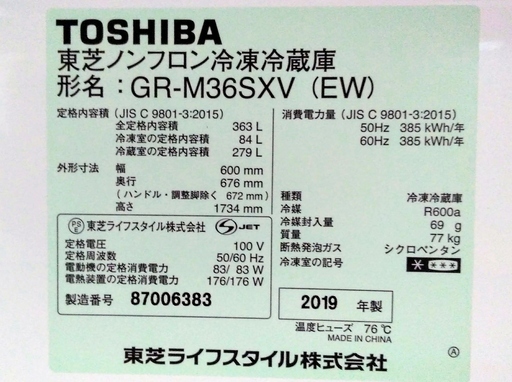 TOSHIBA
東芝ノンフロン冷凍冷蔵庫
形名：GR-M36SXV (EW)
定格内容積 (JIS C 9801-3:2015)
全定格内容積 363 L
冷凍室の定格内容積 84 L
冷蔵室の定格内容積 279 L
外形寸法 幅 600 mm
奥行 676 mm
(ハンドル・調整脚除く 672 mm)
高さ 1734 mm
PSE 東芝ライフスタイル株式会社 S JET
定格電圧 100 V
定格周波数 50/60 Hz
電動機の定格消費電力 83/ 83 W
電熱装置の定格消費電力 176/176 W
製造番号 87006383
消費電力量 (JIS C 9801-3:2015)
50Hz 385 kWh/年
60Hz 385 kWh/年
種類 冷凍冷蔵庫
冷媒 R600a
冷媒封入量 69 g
質量 77 kg
断熱発泡ガス シクロペンタン
冷凍室の記号 * ***
2019 年製
温度ヒューズ 76℃
MADE IN CHINA
東芝ライフスタイル株式会社 Ⓐ